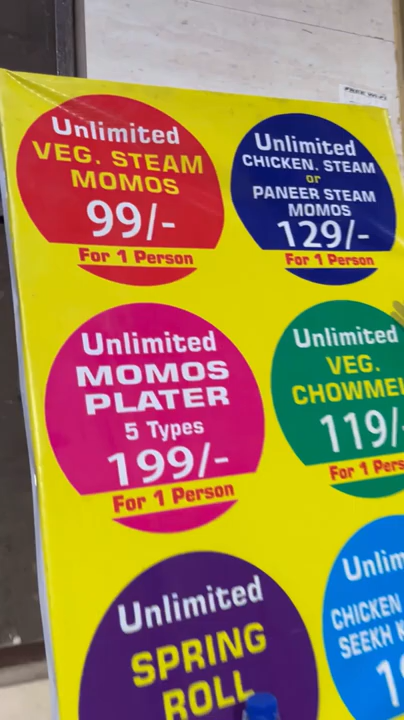 Unlimited
VEG. STEAM
MOMOS
99/-
For 1 Person
Unlimited
CHICKEN. STEAM
or
PANEER STEAM
MOMOS
129/-
For 1 Person
Unlimited
MOMOS
PLATER
5 Types
199/-
For 1 Person
Unlimited
VEG.
119/-
For 1
Unlimited
SPRING
ROLL
CHICKEN
SEEKH